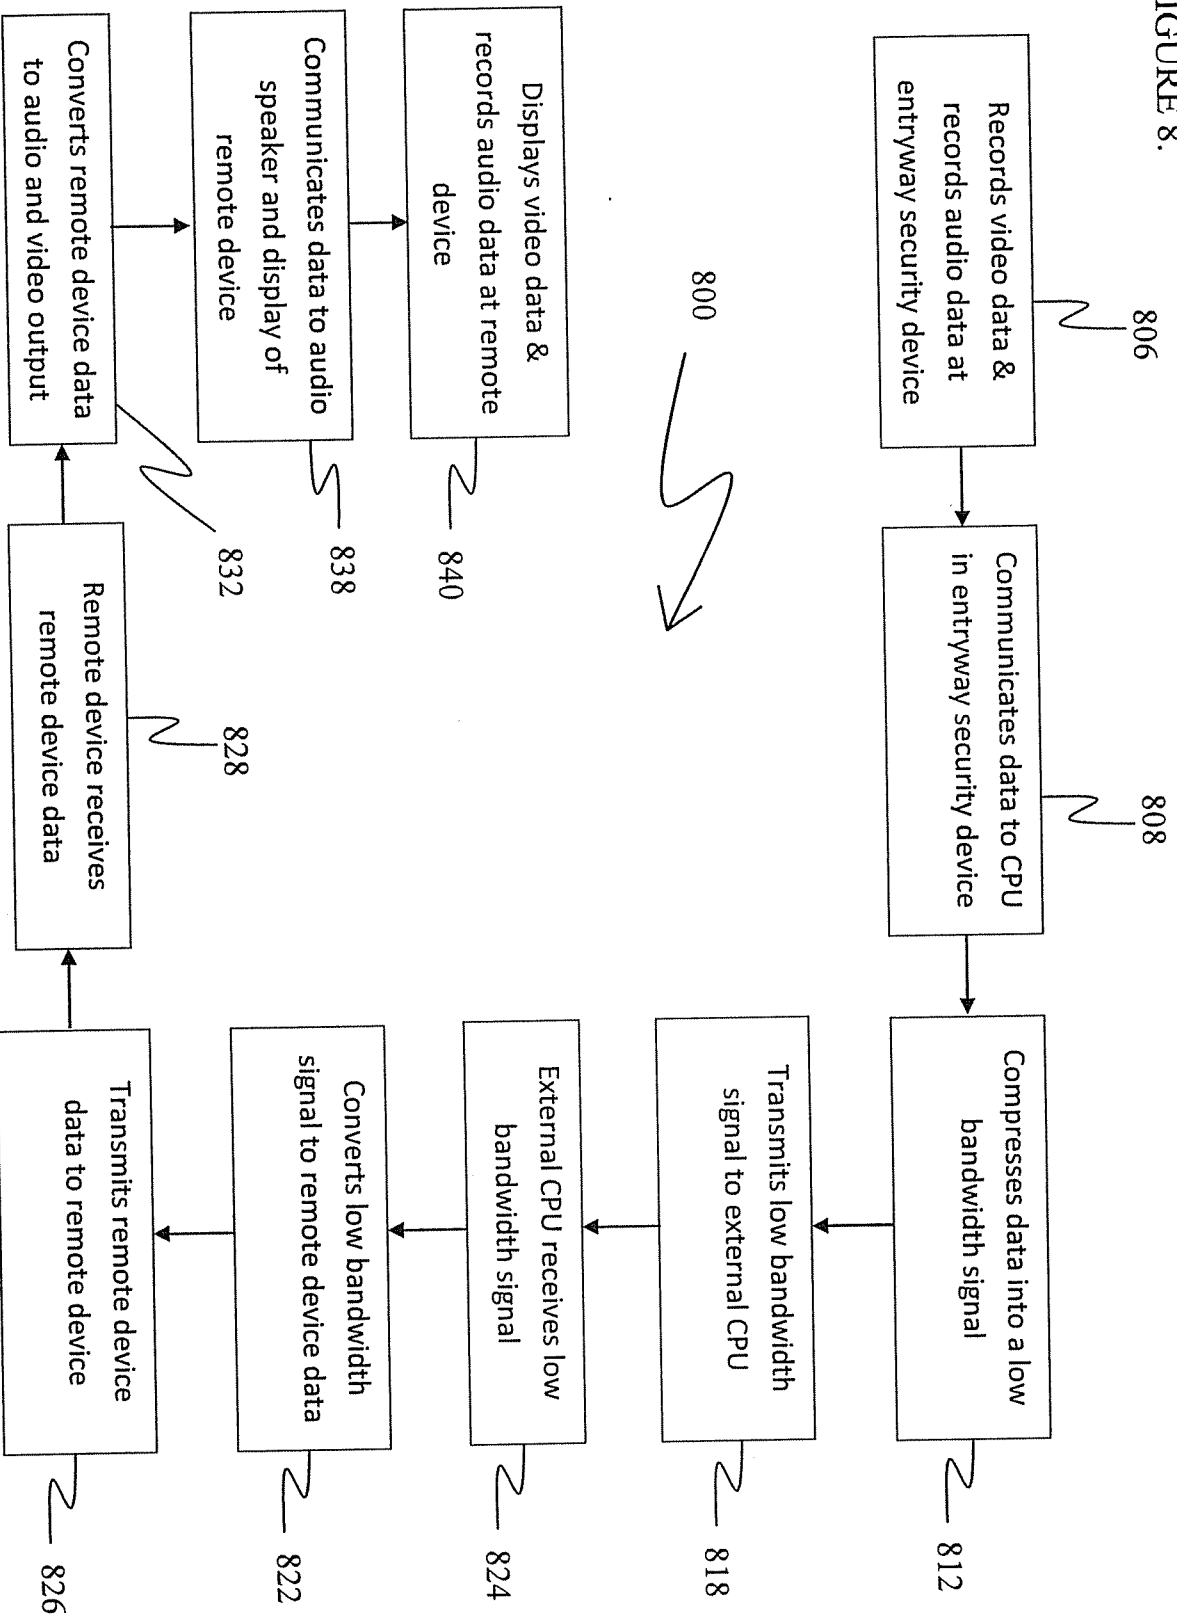 IGURE 8.
806
Records video data &
records audio data at
entryway security device
808
Communicates data to CPU
in entryway security device
Compresses data into a low
bandwidth signal
812
Transmits low bandwidth
signal to external CPU
818
External CPU receives low
bandwidth signal
824
Converts low bandwidth
signal to remote device data
822
Transmits remote device
data to remote device
826
828
Remote device receives
remote device data
832
Converts remote device data
to audio and video output
Communicates data to audio
speaker and display of
remote device
838
Displays video data &
records audio data at remote
device
840
800